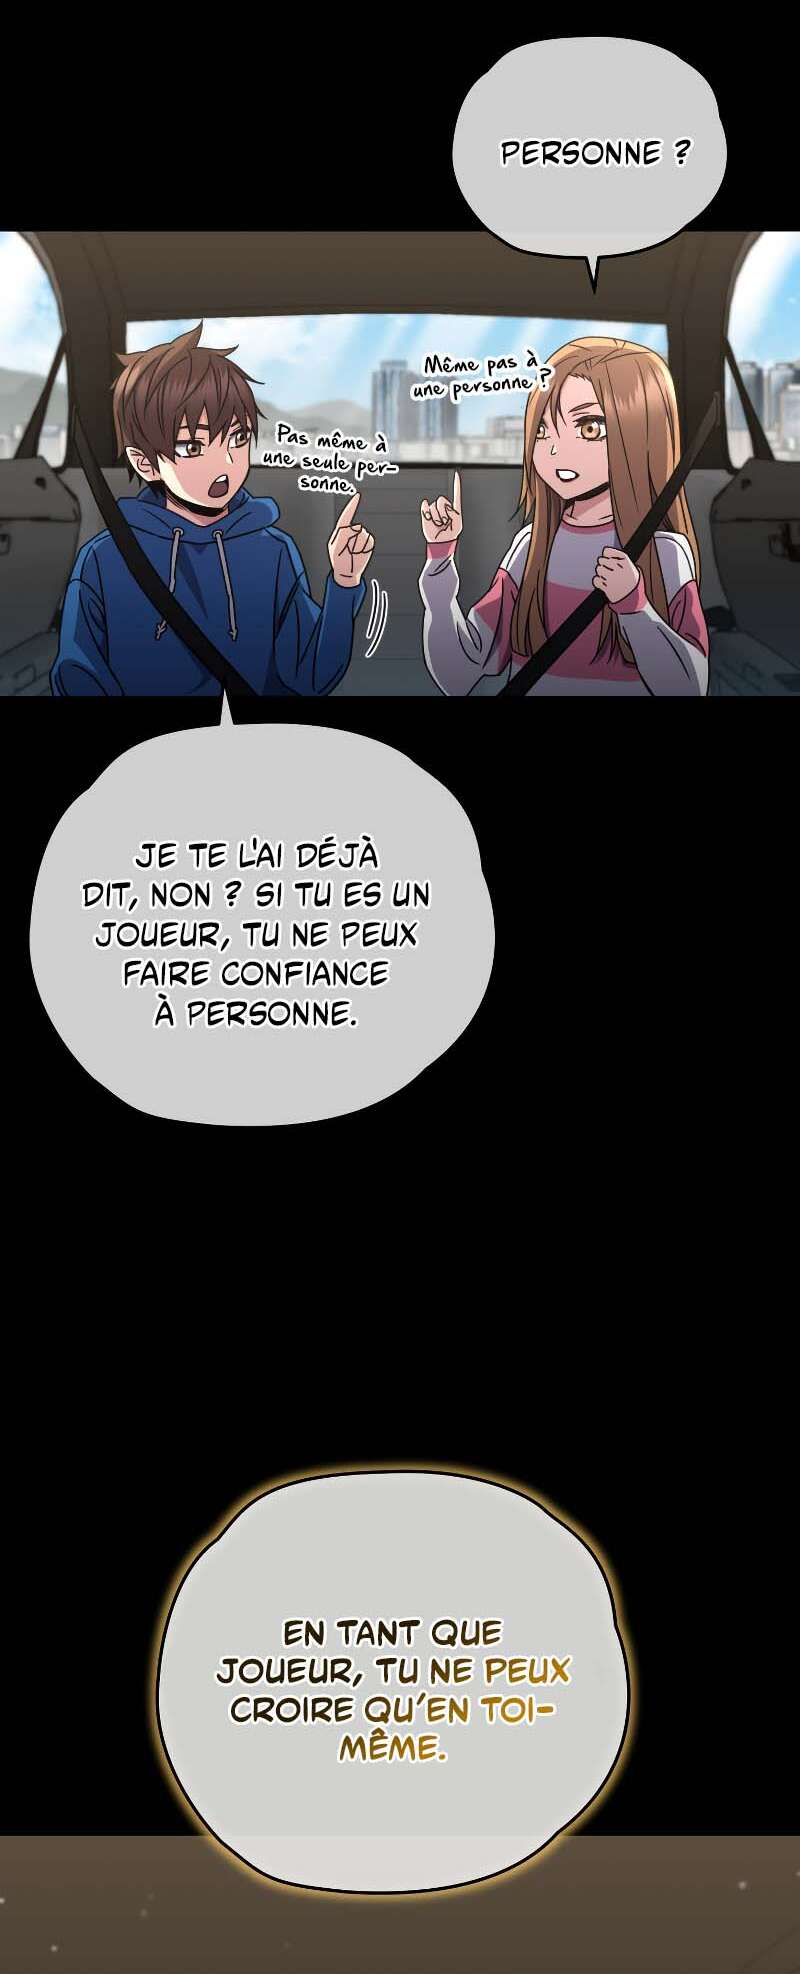 PERSONNE ?
Même pas à
une personne ?
Pas même à
une seule per-
sonne.
JE TE L'AI DÉJÀ
DIT, NON ? SI TU ES UN
JOUEUR, TU NE PEUX
FAIRE CONFIANCE
À PERSONNE.
EN TANT QUE
JOUEUR, TU NE PEUX
CROIRE QU'EN TOI-
MÊME.